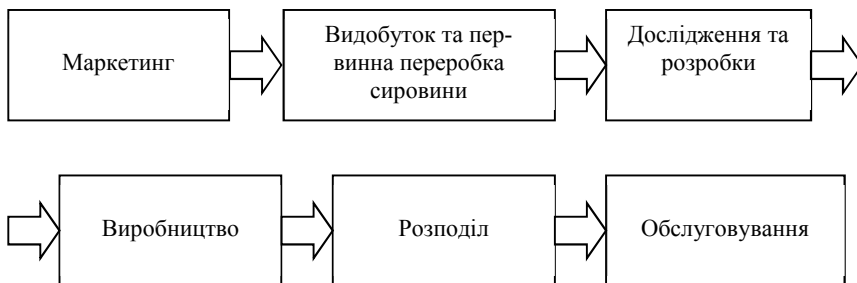 Маркетинг
Видобуток та пер-
винна переробка
сировини
Дослідження та
розробки
Виробництво
Розподіл
Обслуговування